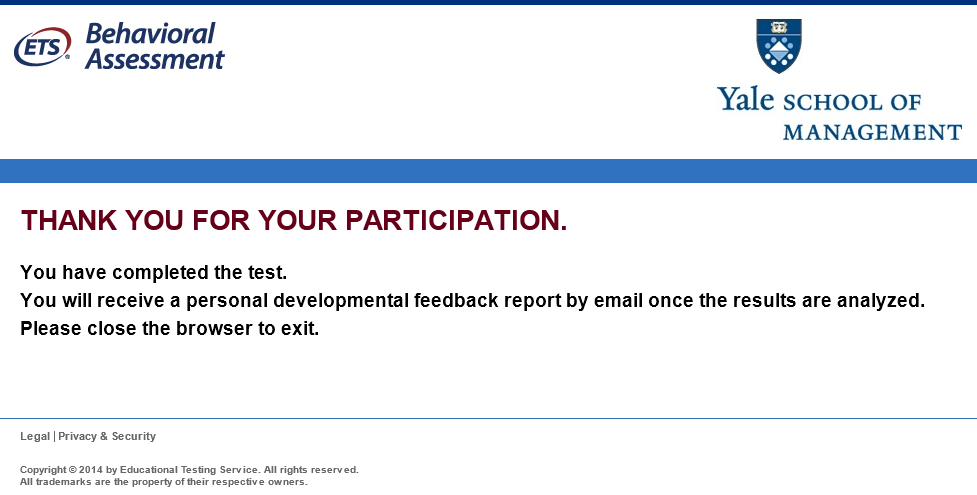 ETS® Behavioral
Assessment
Yale SCHOOL OF
MANAGEMENT
THANK YOU FOR YOUR PARTICIPATION.
You have completed the test.
You will receive a personal developmental feedback report by email once the results are analyzed.
Please close the browser to exit.
Legal | Privacy & Security
Copyright © 2014 by Educational Testing Service. All rights reserved.
All trademarks are the property of their respective owners.